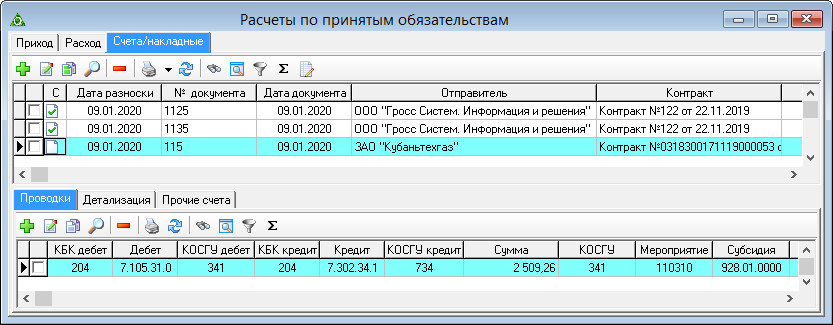 Расчеты по принятым обязательствам
Приход Расход Счета/накладные
Σ
С Дата разноски № документа Дата документа Отправитель Контракт
09.01.2020 1125 09.01.2020 ООО "Гросс Систем. Информация и решения" Контракт №122 от 22.11.2019
09.01.2020 1135 09.01.2020 ООО "Гросс Систем. Информация и решения" Контракт №122 от 22.11.2019
09.01.2020 115 09.01.2020 ЗАО "Кубаньтехгаз" Контракт №0318300171119000053 о
Проводки Детализация Прочие счета
Σ
КБК дебет Дебет КОСГУ дебет КБК кредит Кредит КОСГУ кредит Сумма КОСГУ Мероприятие Субсидия
204 7.105.31.0 341 204 7.302.34.1 734 2 509,26 341 110310 928.01.0000